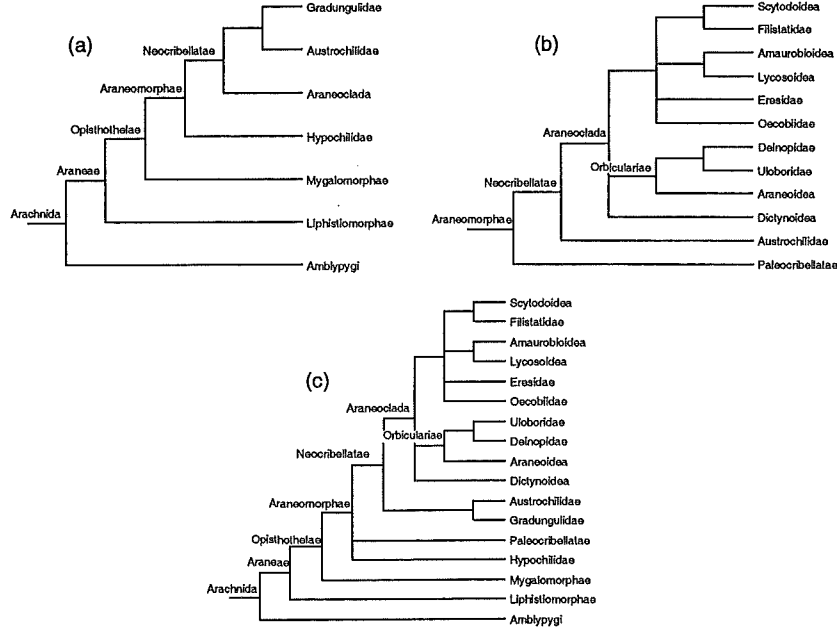 (a)
Gradungulidae
Neocribellatae
Austrochilidae
Araneomorphae
Araneoclada
Opisthothelae
Hypochilidae
Araneae
Mygalomorphae
Arachnida
Liphistiomorphae
Amblypygi
(b)
Scytodoidea
Filistatidae
Amaurobioidea
Lycosoidea
Eresidae
Oecobiidae
Araneoclada
Deinopidae
Orbiculariae
Uloboridae
Neocribellatae
Araneoidea
Araneomorphae
Dictynoidea
Austrochilidae
Paleocribellatae
(c)
Scytodoidea
Filistatidae
Amaurobioidea
Lycosoidea
Eresidae
Oecobiidae
Araneoclada
Uloboridae
Orbiculariae
Deinopidae
Neocribellatae
Araneoidea
Dictynoidea
Araneomorphae
Austrochilidae
Gradungulidae
Opisthothelae
Paleocribellatae
Araneae
Hypochilidae
Arachnida
Mygalomorphae
Liphistiomorphae
Amblypygi